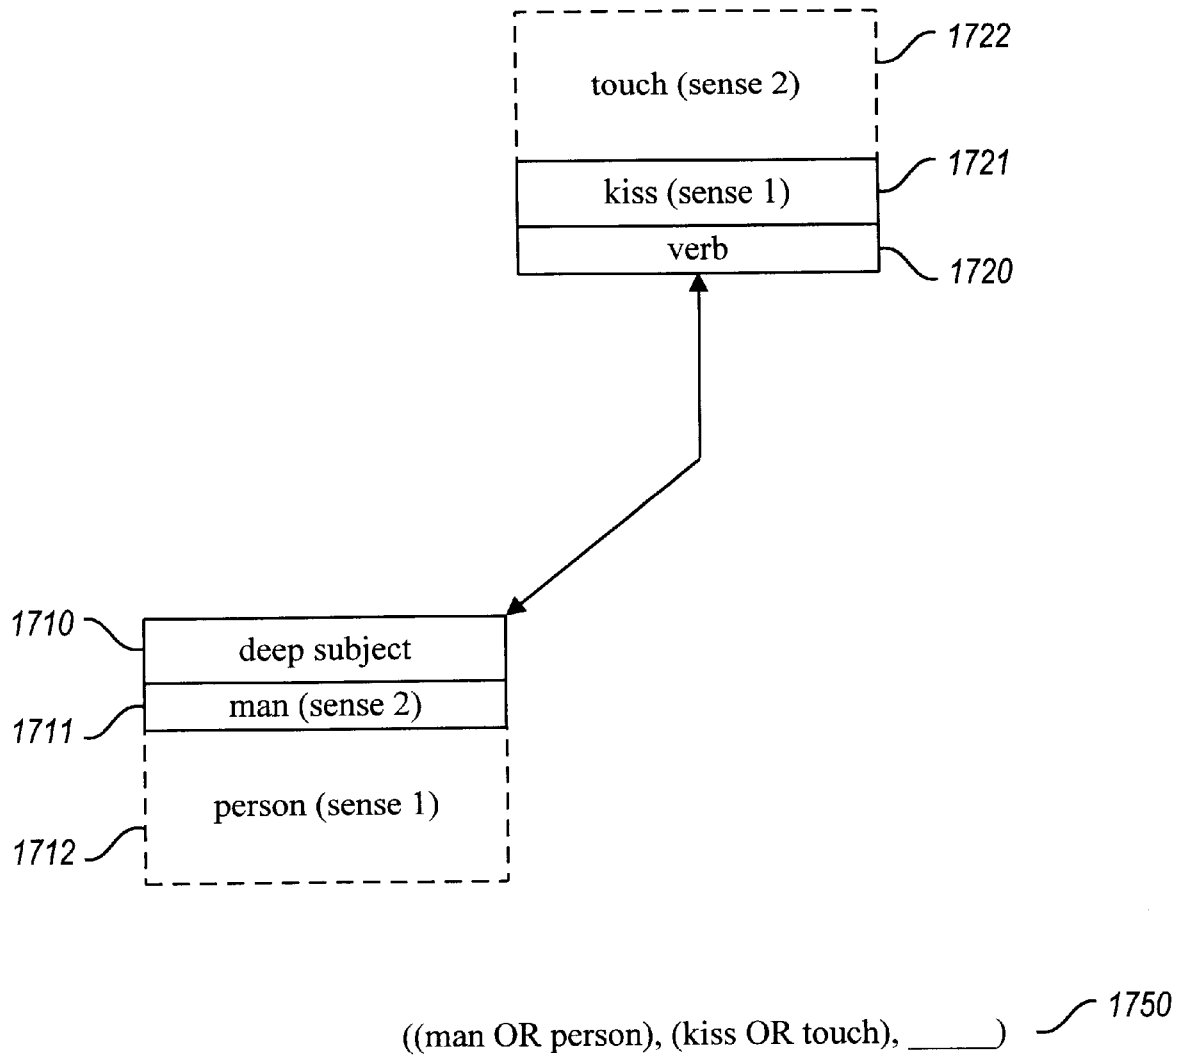 1722
touch (sense 2)
1721
kiss (sense 1)
verb
1720
1710
deep subject
man (sense 2)
1711
person (sense 1)
1712
1750
((man OR person), (kiss OR touch), ______)